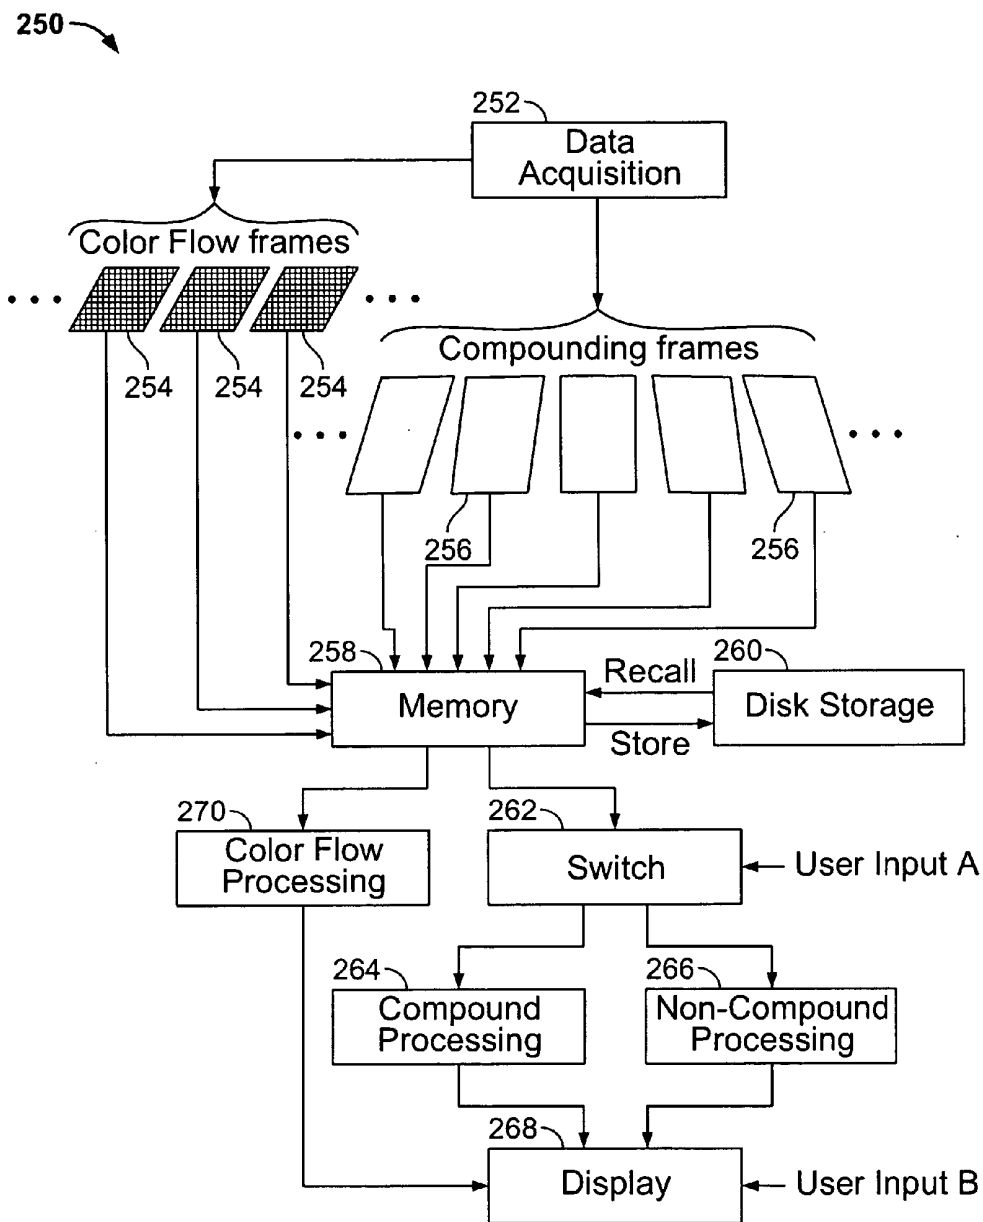 250
252
Data
Acquisition
Color Flow frames
254
254
254
Compounding frames
256
256
258
Memory
Recall
Store
260
Disk Storage
270
Color Flow
Processing
262
Switch
User Input A
264
Compound
Processing
266
Non-Compound
Processing
268
Display
User Input B